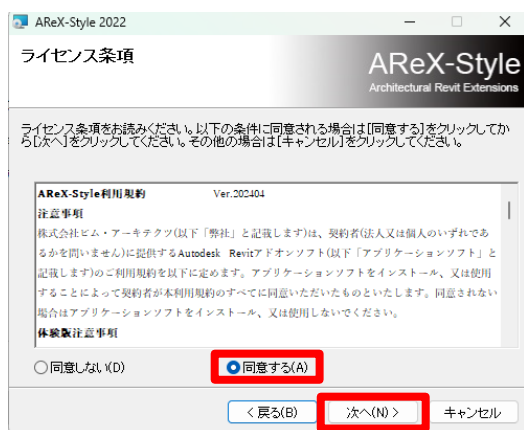 AReX-Style 2022
ライセンス条項
AReX-Style
Architectural Revit Extensions
ライセンス条項をお読みください。以下の条件に同意される場合は[同意する]をクリックしてか
ら[次へ]をクリックしてください。その他の場合は[キャンセル]をクリックしてください。
AReX-Style利用規約 Ver.202404
注意事項
株式会社ビム・アーキテクツ(以下「弊社」と記載します)は、契約者(法人又は個人のいずれであ
るかを問いません)に提供するAutodesk Revitアドオンソフト(以下「アプリケーションソフト」と
記載します)のご利用規約を以下に定めます。アプリケーションソフトをインストール、又は使用
することによって契約者が本利用規約のすべてに同意いただいたものといたします。同意されない
場合はアプリケーションソフトをインストール、又は使用しないでください。
体験版注意事項
同意しない(D) 同意する(A)
< 戻る(B) 次へ(N) > キャンセル